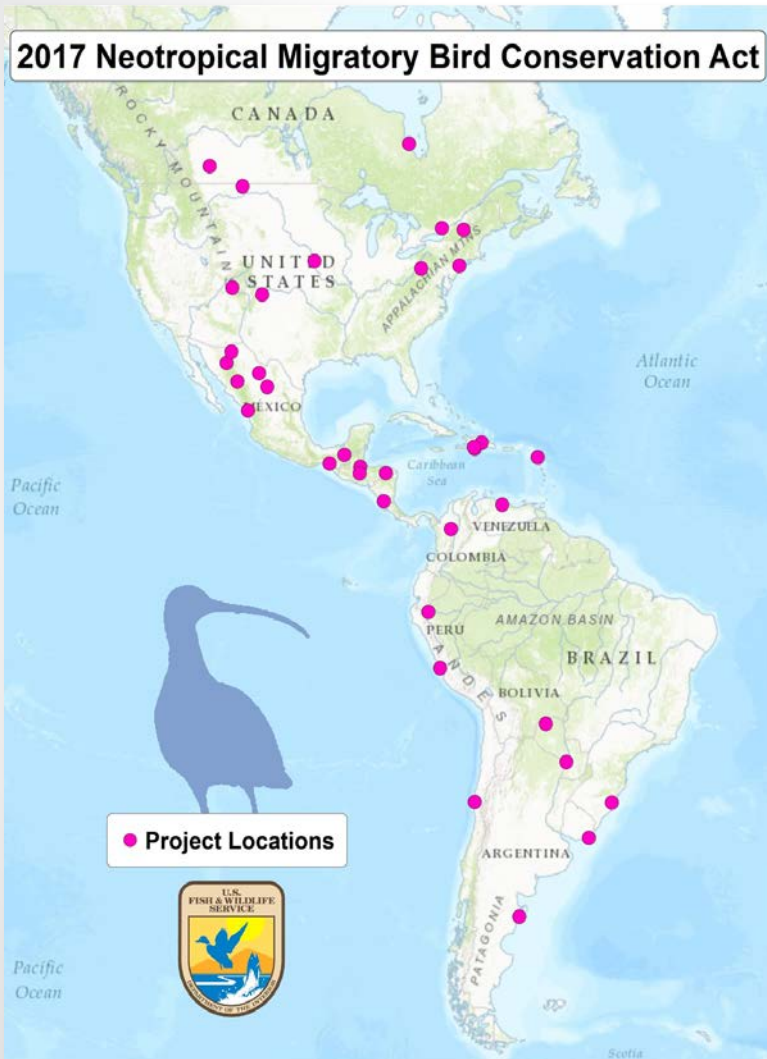 2017 Neotropical Migratory Bird Conservation Act
CANADA
ROCKY MOUNTAINS
UNITED
STATES
APPALACHIAN MTNS
Atlantic
Ocean
MÉXICO
Caribbean
Sea
Pacific
Ocean
VENEZUELA
COLOMBIA
AMAZON BASIN
PERU
BRAZIL
ANDES
BOLIVIA
Project Locations
ARGENTINA
U.S.
FISH & WILDLIFE
SERVICE
PATAGONIA
Pacific
Ocean
DEPARTMENT OF THE INTERIOR
Scotia